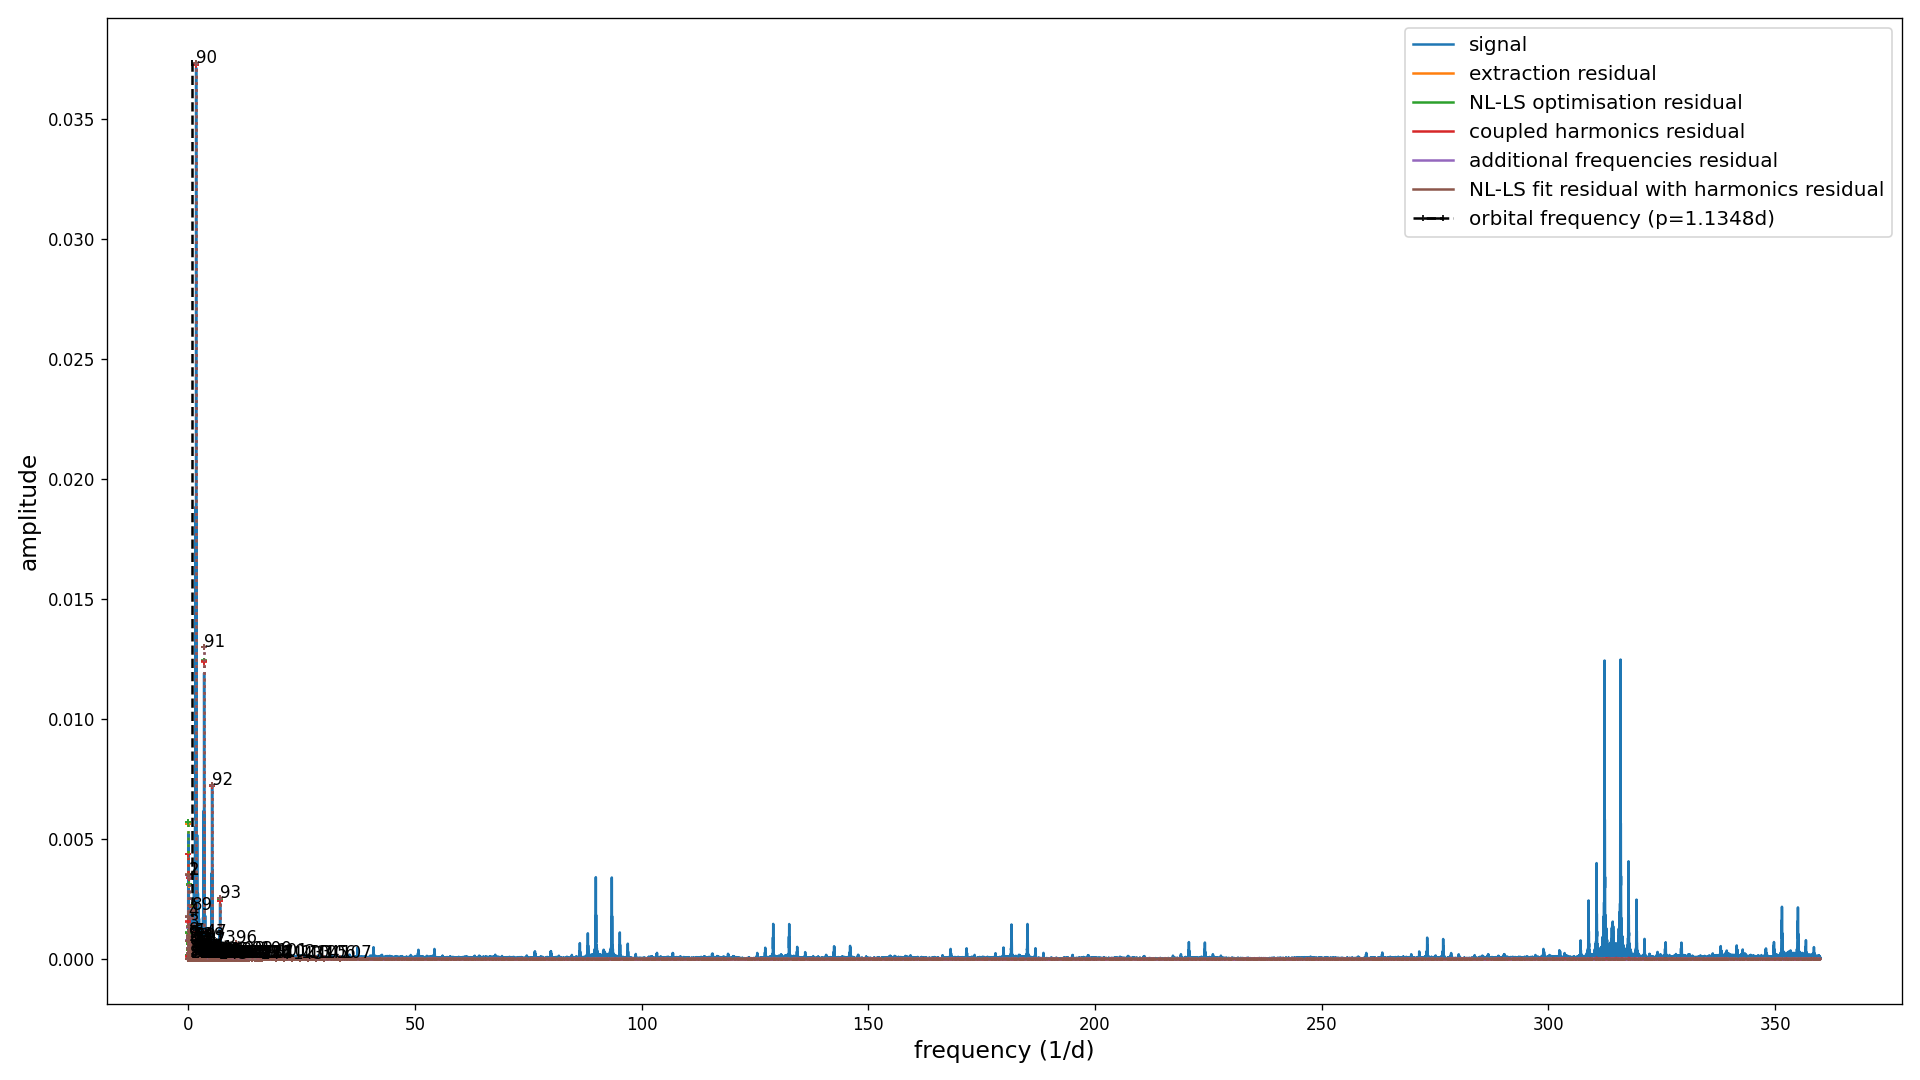 90
91
92
93
signal
extraction residual
NL-LS optimisation residual
coupled harmonics residual
additional frequencies residual
NL-LS fit residual with harmonics residual
orbital frequency (p=1.1348d)
amplitude
0.035
0.030
0.025
0.020
0.015
0.010
0.005
0.000
0
50
100
150
200
250
300
350
frequency (1/d)